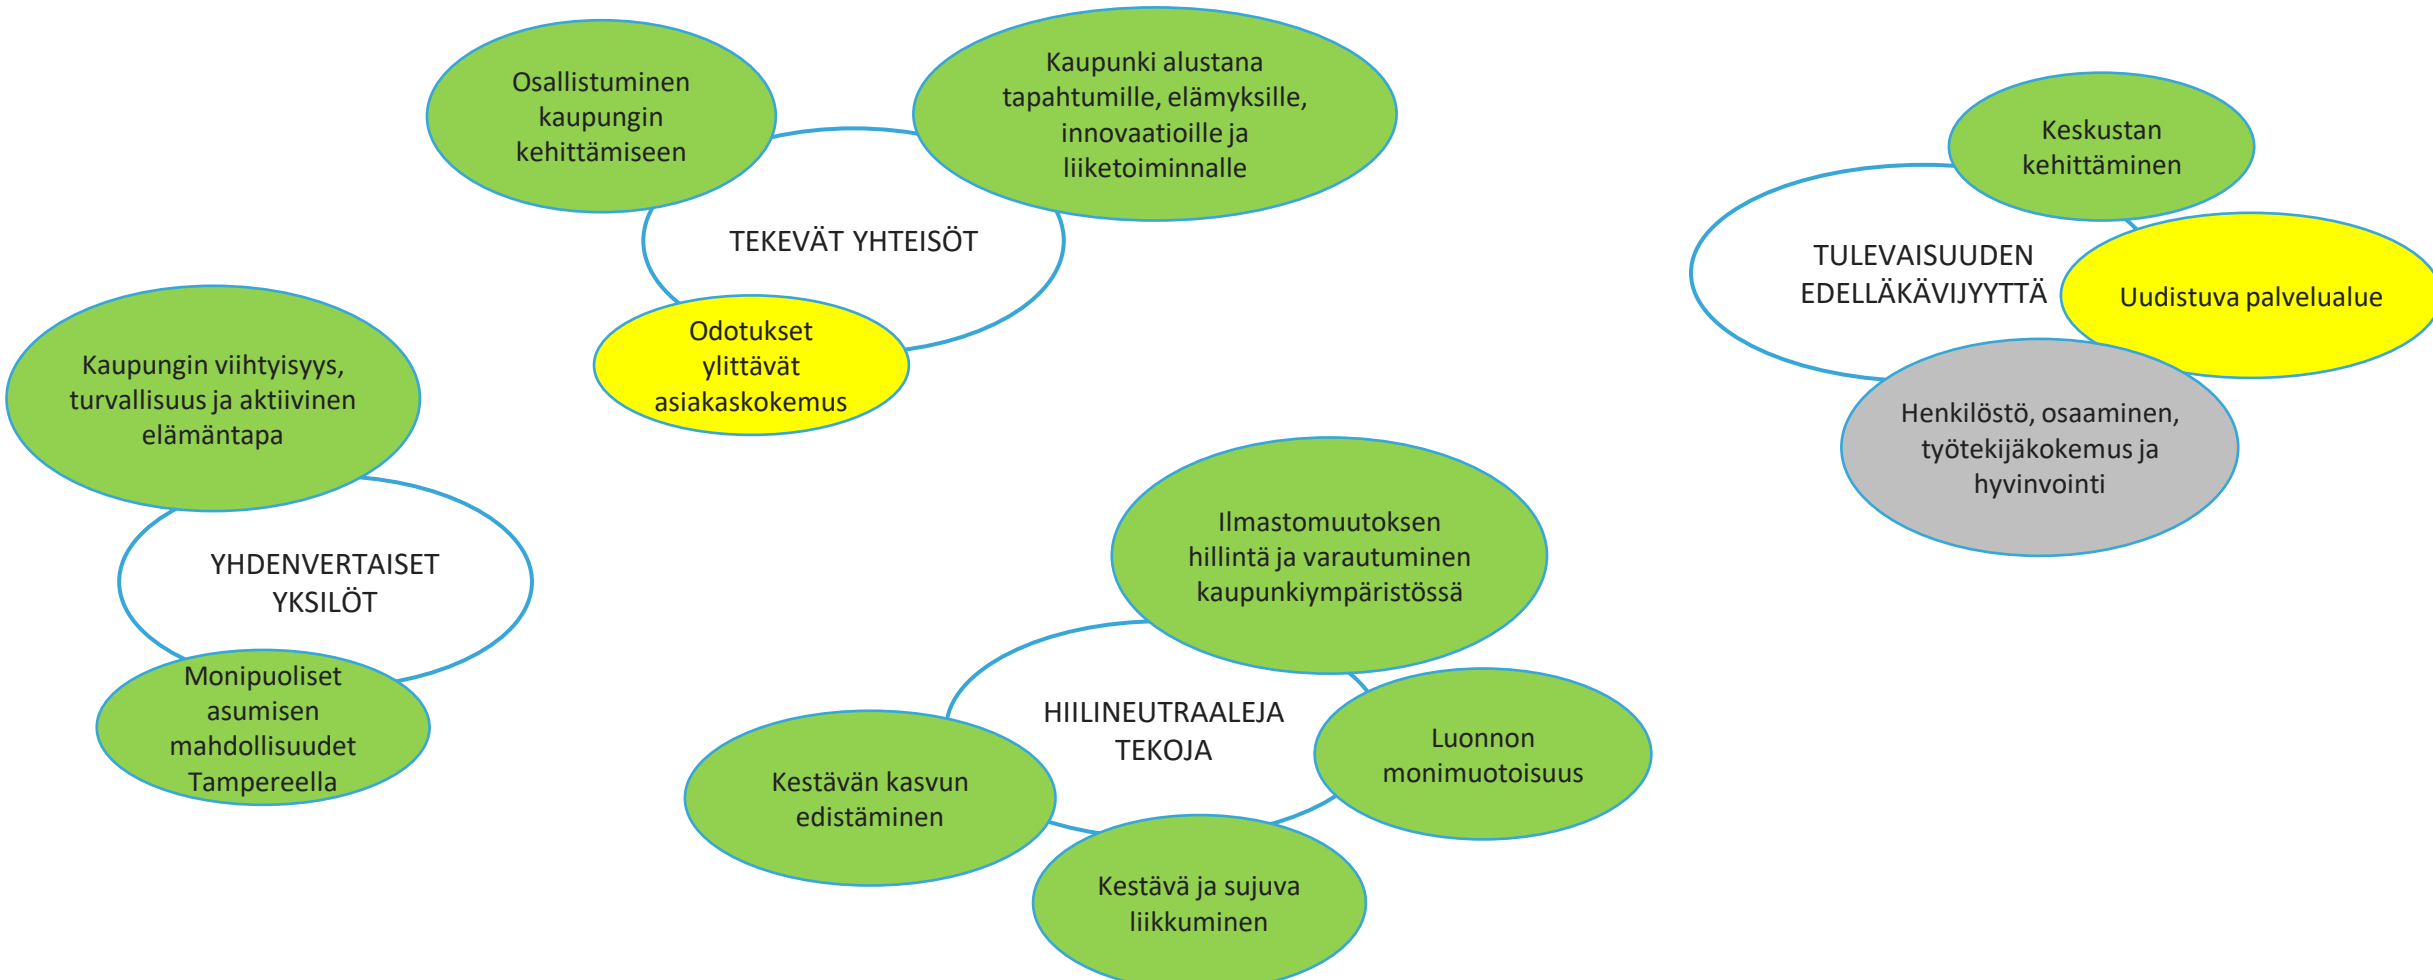 Osallistuminen
kaupungin
kehittämiseen
Kaupunki alustana
tapahtumille, elämyksille,
innovaatioille ja
liiketoiminnalle
TEKEVÄT YHTEISÖT
Odotukset
ylittävät
asiakaskokemus
Keskustan
kehittäminen
TULEVAISUUDEN
EDELLÄKÄVIJYYTTÄ
Uudistuva palvelualue
Henkilöstö, osaaminen,
työtekijäkokemus ja
hyvinvointi
Kaupungin viihtyisyys,
turvallisuus ja aktiivinen
elämäntapa
YHDENVERTAISET
YKSILÖT
Monipuoliset
asumisen
mahdollisuudet
Tampereella
Ilmastomuutoksen
hillintä ja varautuminen
kaupunkiympäristössä
HIILINEUTRAALEJA
TEKOJA
Luonnon
monimuotoisuus
Kestävän kasvun
edistäminen
Kestävä ja sujuva
liikkuminen